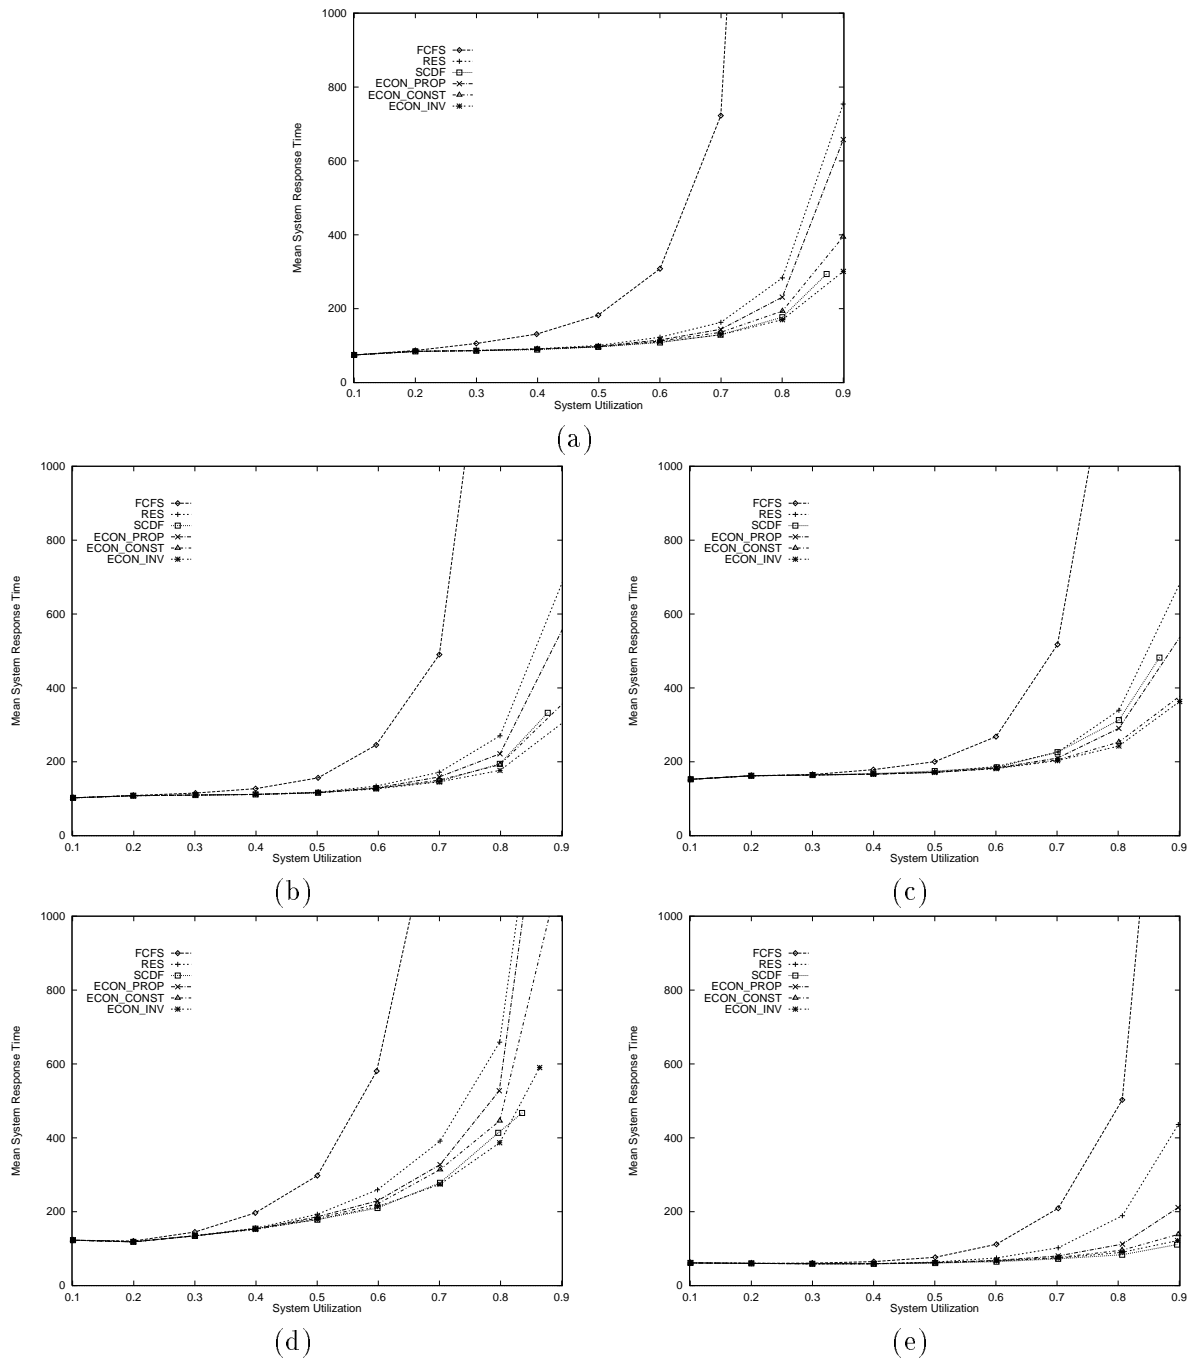 1000
800
600
400
200
0
Mean System Response Time
FCFS
RES
SCDF
ECON_PROP
ECON_CONST
ECON_INV
0.1 0.2 0.3 0.4 0.5 0.6 0.7 0.8 0.9
System Utilization
(a)
1000
800
600
400
200
0
Mean System Response Time
FCFS
RES
SCDF
ECON_PROP
ECON_CONST
ECON_INV
0.1 0.2 0.3 0.4 0.5 0.6 0.7 0.8 0.9
System Utilization
(b)
1000
800
600
400
200
0
Mean System Response Time
FCFS
RES
SCDF
ECON_PROP
ECON_CONST
ECON_INV
0.1 0.2 0.3 0.4 0.5 0.6 0.7 0.8 0.9
System Utilization
(c)
1000
800
600
400
200
0
Mean System Response Time
FCFS
RES
SCDF
ECON_PROP
ECON_CONST
ECON_INV
0.1 0.2 0.3 0.4 0.5 0.6 0.7 0.8 0.9
System Utilization
(d)
1000
800
600
400
200
0
Mean System Response Time
FCFS
RES
SCDF
ECON_PROP
ECON_CONST
ECON_INV
0.1 0.2 0.3 0.4 0.5 0.6 0.7 0.8 0.9
System Utilization
(e)